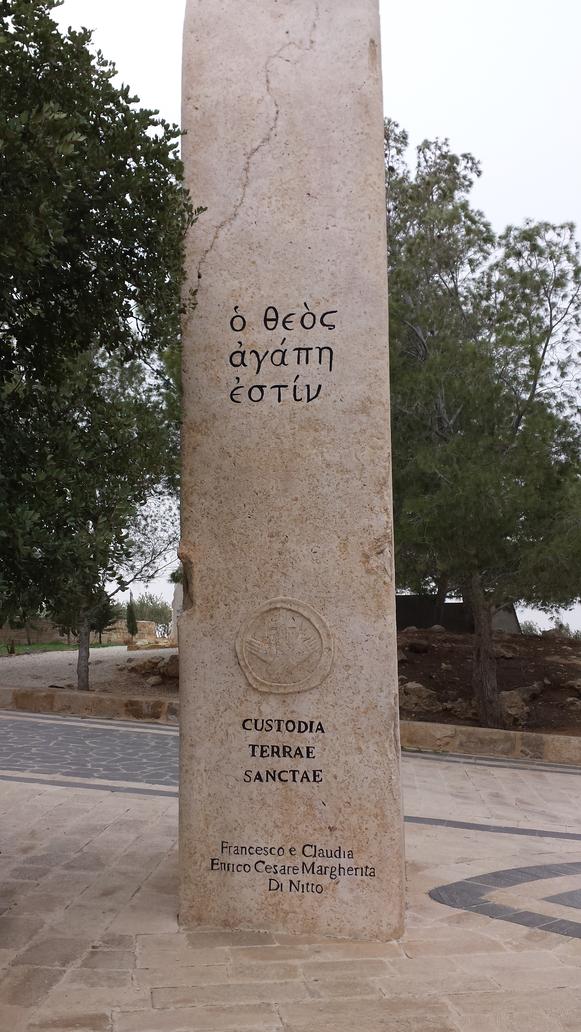 ὁ θεὸς
ἀγάπη
ἐστίν
CUSTODIA
TERRAE
SANCTAE
Francesco e Claudia
Enrico Cesare Margherita
Di Nitto